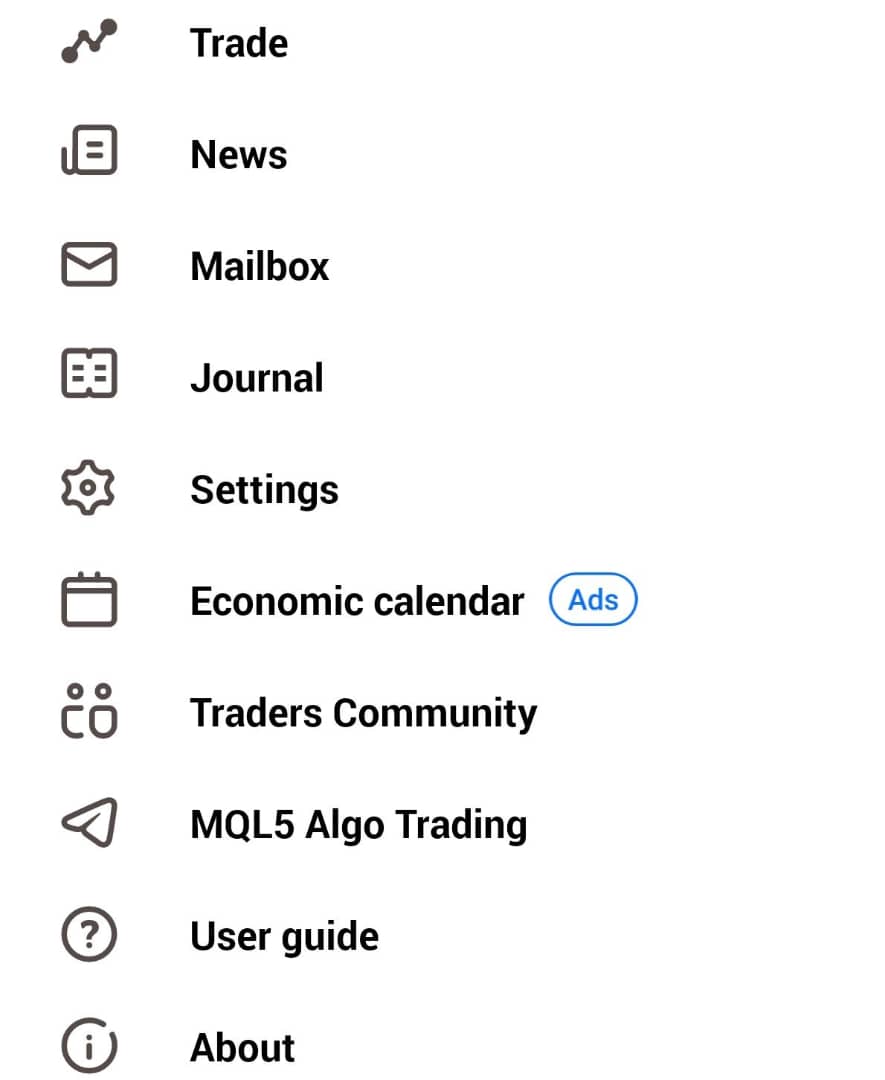 Trade
News
Mailbox
Journal
Settings
Economic calendar Ads
Traders Community
MQL5 Algo Trading
User guide
About